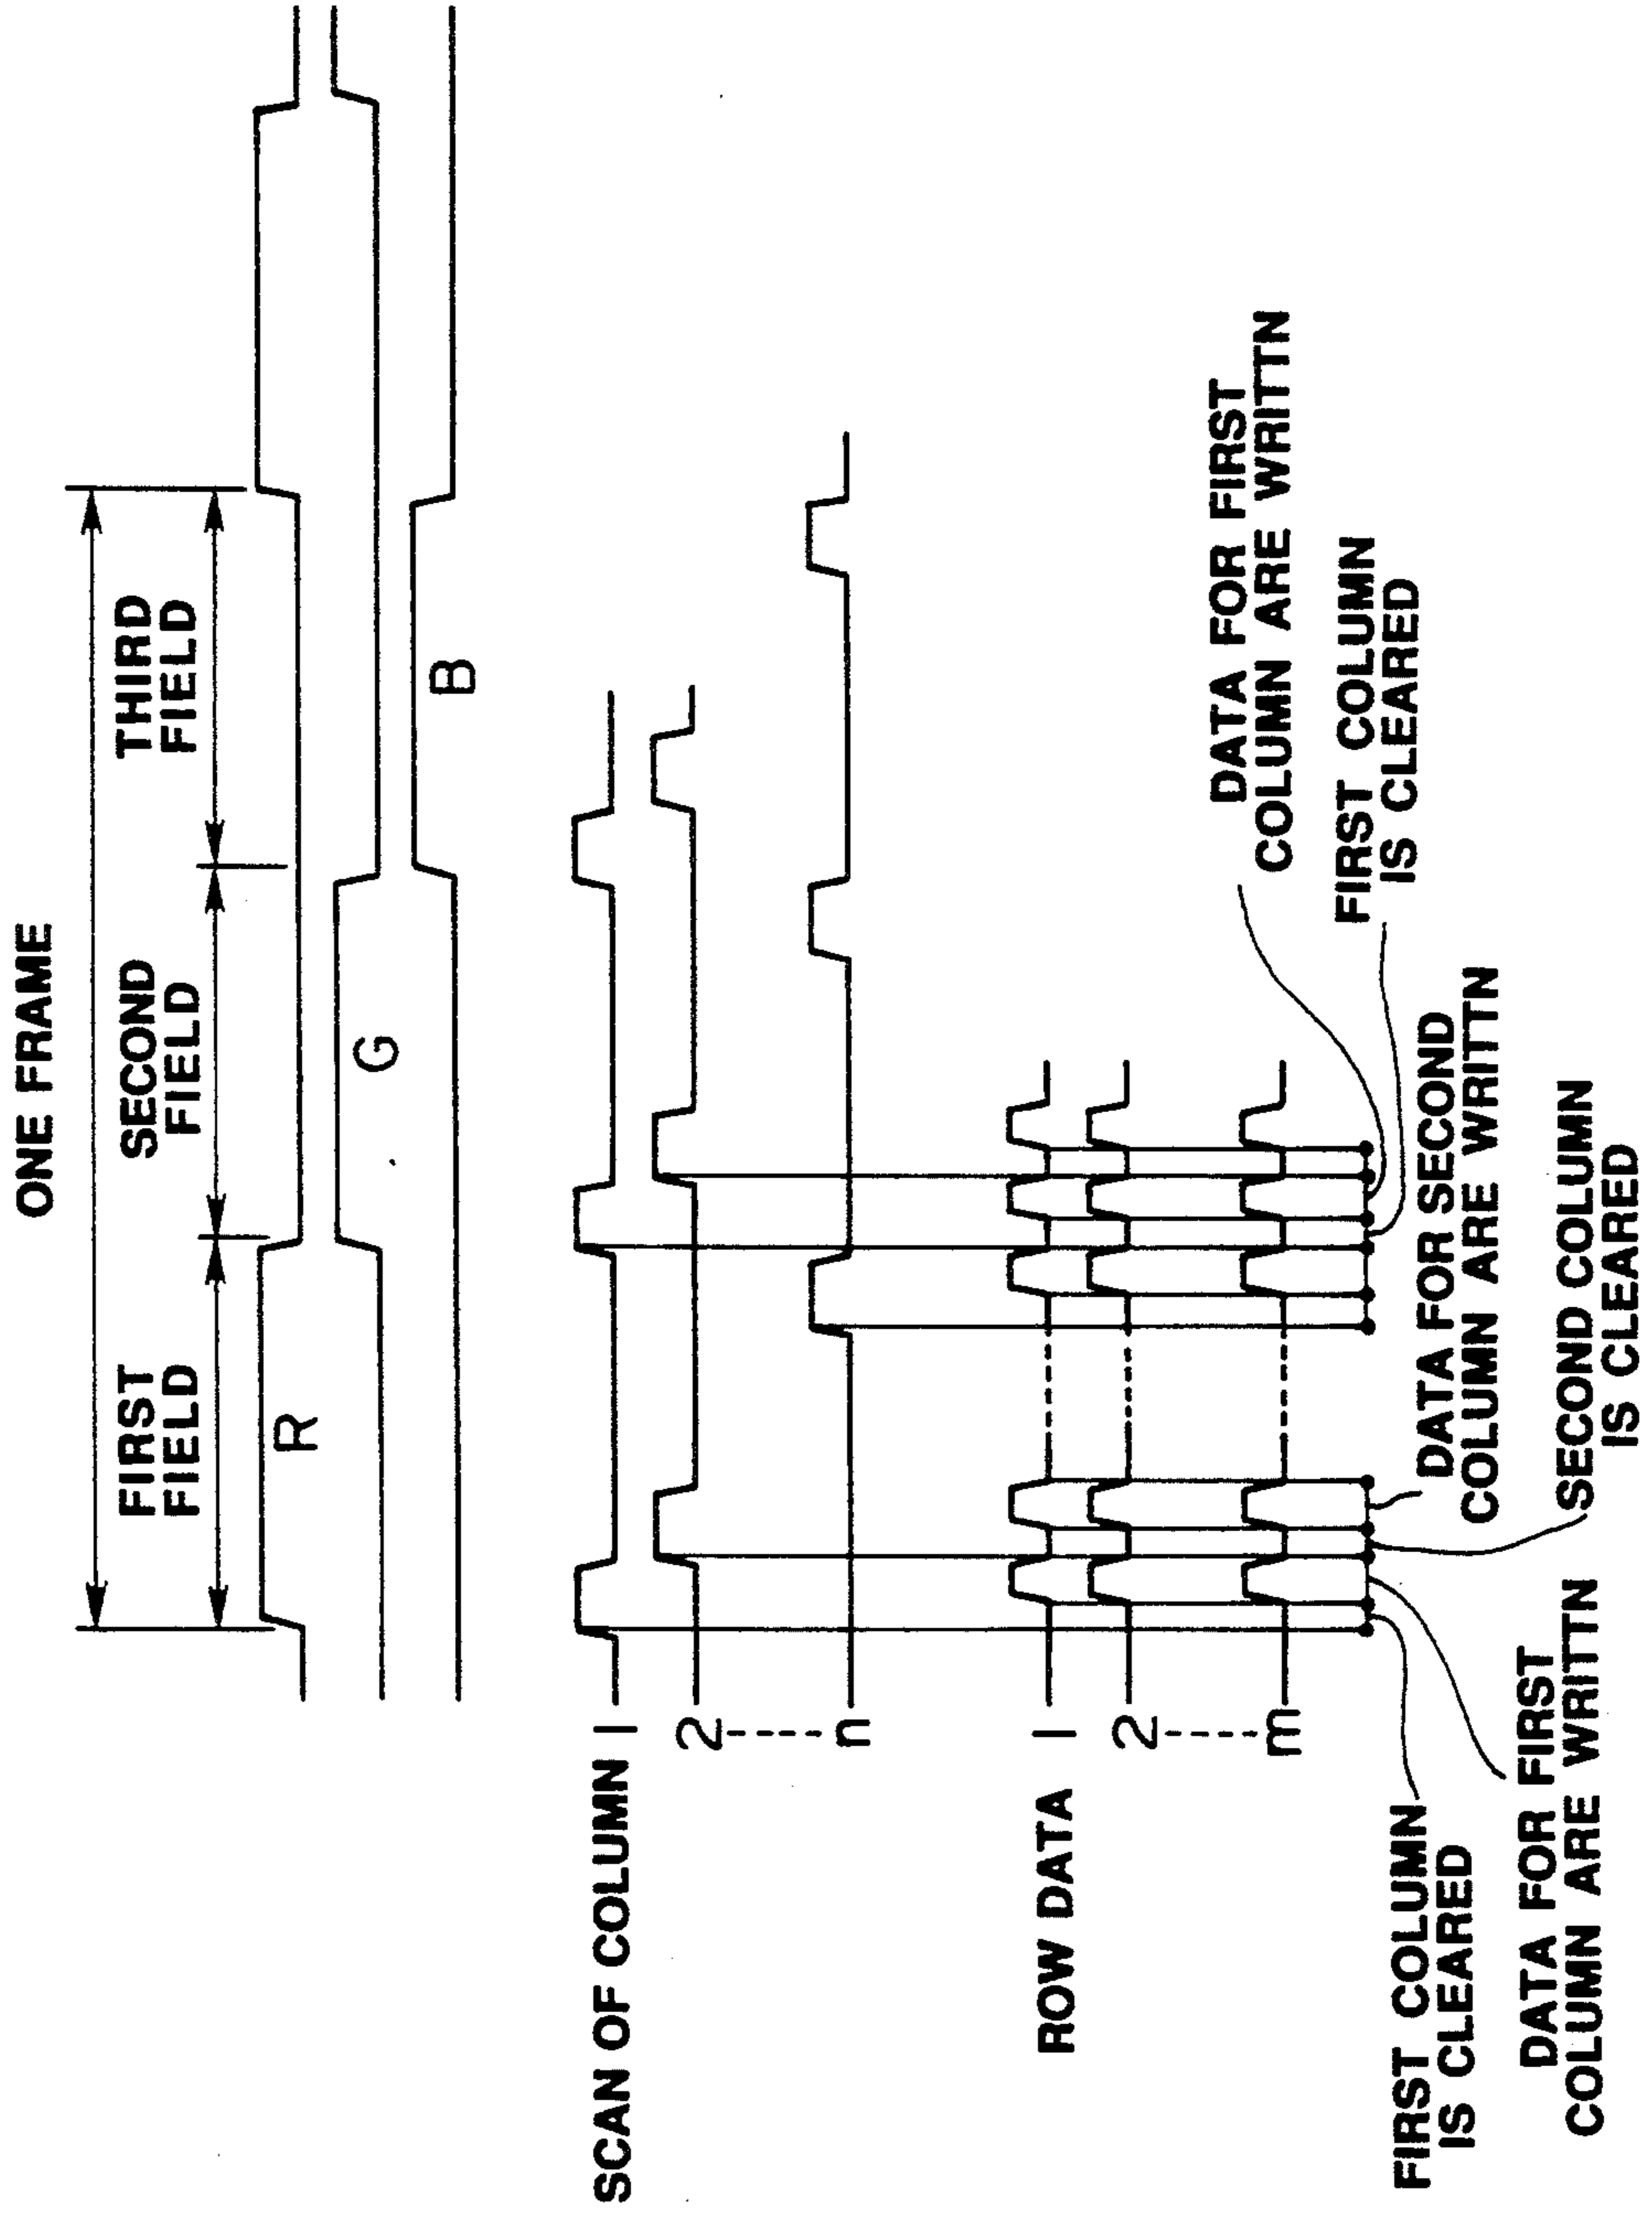 ONE FRAME
FIRST
FIELD
SECOND
FIELD
THIRD
FIELD
R
G
B
SCAN OF COLUMN 1
2
n
ROW DATA 1
2
m
FIRST COLUMN
IS CLEARED
DATA FOR FIRST
COLUMN ARE WRITTN
SECOND COLUMN
IS CLEARED
DATA FOR SECOND
COLUMN ARE WRITTN
FIRST COLUMN
IS CLEARED
DATA FOR FIRST
COLUMN ARE WRITTN